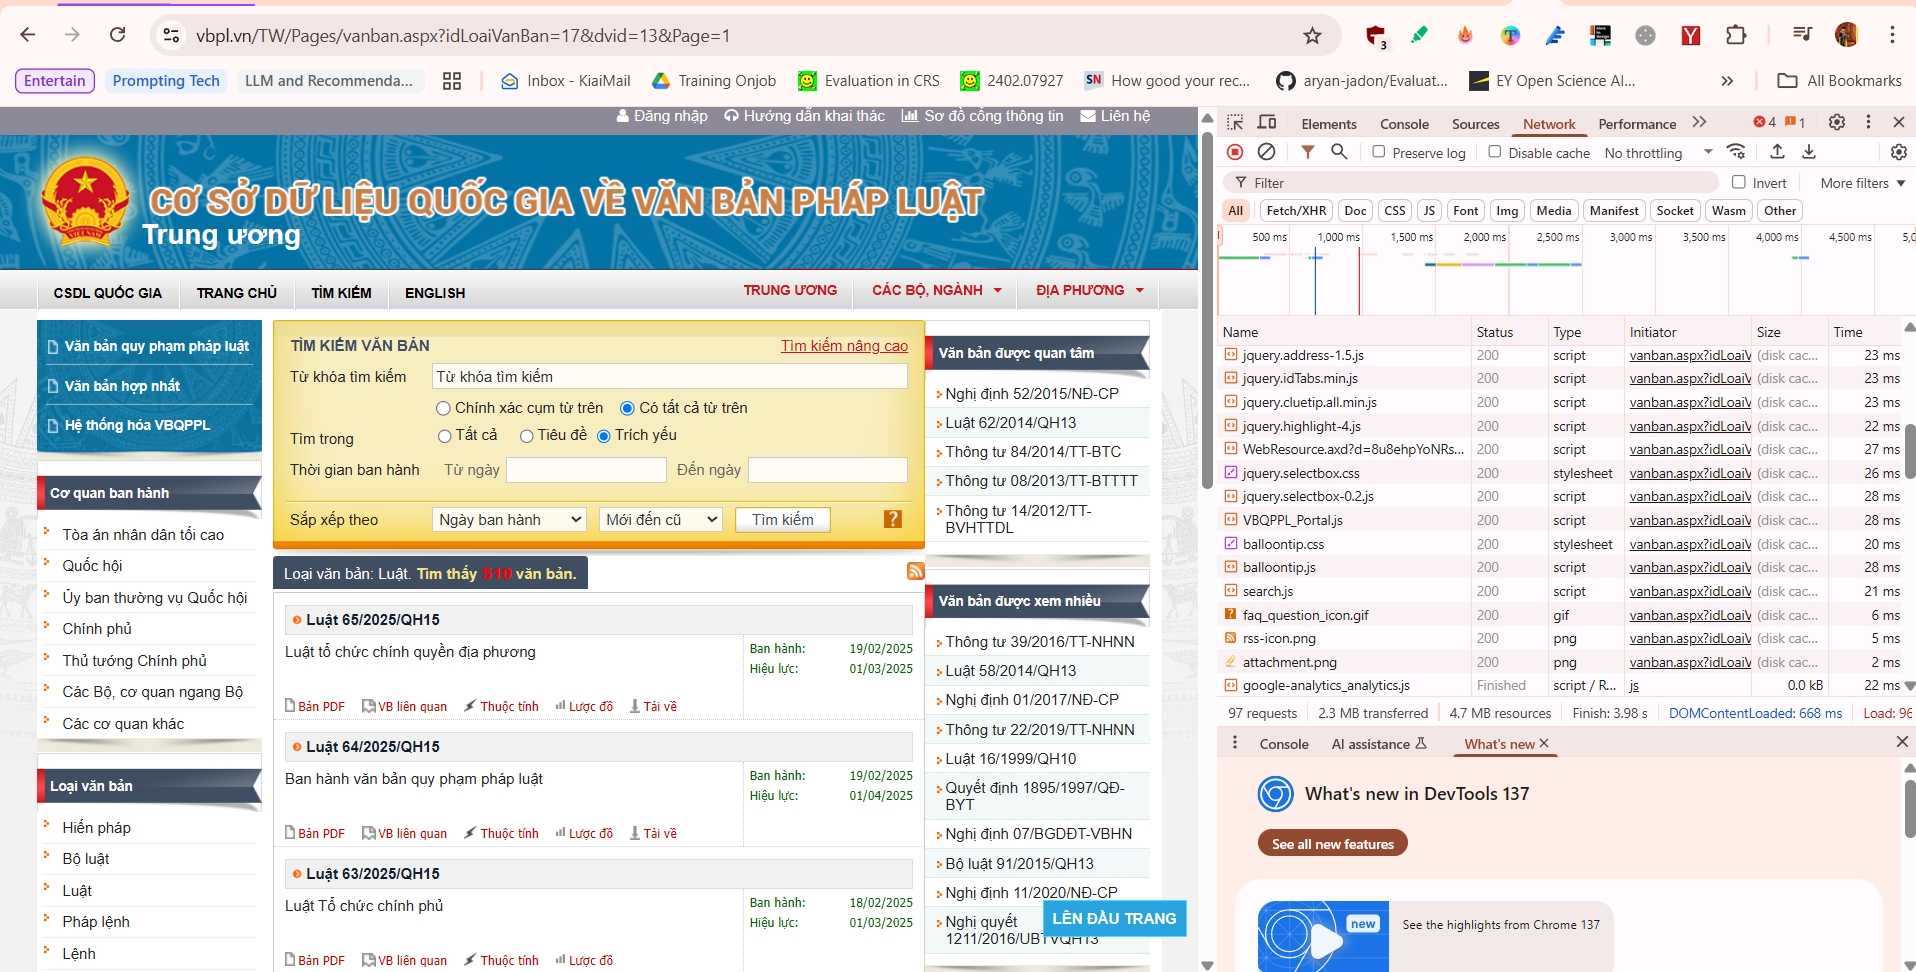 vbpl.vn/TW/Pages/vanban.aspx?idLoaiVanBan=17&dvid=13&Page=1
3
Entertain
Prompting Tech
LLM and Recommenda...
Inbox - KiaiMail
Training Onjob
Evaluation in CRS
2402.07927
SN How good your rec...
aryan-jadon/Evaluat...
EY Open Science AI...
All Bookmarks
Đăng nhập
Hướng dẫn khai thác
Sơ đồ cổng thông tin
Liên hệ
CƠ SỞ DỮ LIỆU QUỐC GIA VỀ VĂN BẢN PHÁP LUẬT
Trung ương
VIỆT NAM
CSDL QUỐC GIA
TRANG CHỦ
TÌM KIẾM
ENGLISH
TRUNG ƯƠNG
CÁC BỘ, NGÀNH
ĐỊA PHƯƠNG
Văn bản quy phạm pháp luật
Văn bản hợp nhất
Hệ thống hóa VBQPPL
Cơ quan ban hành
Tòa án nhân dân tối cao
Quốc hội
Ủy ban thường vụ Quốc hội
Chính phủ
Thủ tướng Chính phủ
Các Bộ, cơ quan ngang Bộ
Các cơ quan khác
Loại văn bản
Hiến pháp
Bộ luật
Luật
Pháp lệnh
Lệnh
TÌM KIẾM VĂN BẢN
Tìm kiếm nâng cao
Từ khóa tìm kiếm
Từ khóa tìm kiếm
Chính xác cụm từ trên
Có tất cả từ trên
Tìm trong
Tất cả
Tiêu đề
Trích yếu
Thời gian ban hành
Từ ngày
Đến ngày
Sắp xếp theo
Ngày ban hành
Mới đến cũ
Tìm kiếm
?
Loại văn bản: Luật. Tìm thấy 510 văn bản.
Luật 65/2025/QH15
Luật tổ chức chính quyền địa phương
Ban hành: 19/02/2025
Hiệu lực: 01/03/2025
Bản PDF
VB liên quan
Thuộc tính
Lược đồ
Tải về
Luật 64/2025/QH15
Ban hành văn bản quy phạm pháp luật
Ban hành: 19/02/2025
Hiệu lực: 01/04/2025
Bản PDF
VB liên quan
Thuộc tính
Lược đồ
Tải về
Luật 63/2025/QH15
Luật Tổ chức chính phủ
Ban hành: 18/02/2025
Hiệu lực: 01/03/2025
Bản PDF
VB liên quan
Thuộc tính
Lược đồ
Văn bản được quan tâm
Nghị định 52/2015/NĐ-CP
Luật 62/2014/QH13
Thông tư 84/2014/TT-BTC
Thông tư 08/2013/TT-BTTTT
Thông tư 14/2012/TT-
BVHTTDL
Văn bản được xem nhiều
Thông tư 39/2016/TT-NHNN
Luật 58/2014/QH13
Nghị định 01/2017/NĐ-CP
Thông tư 22/2019/TT-NHNN
Luật 16/1999/QH10
Quyết định 1895/1997/QĐ-
BYT
Nghị định 07/BGDĐT-VBHN
Bộ luật 91/2015/QH13
Nghị định 11/2020/NĐ-CP
Nghị quyết
1211/2016/UBTVQH13
LÊN ĐẦU TRANG
Elements
Console
Sources
Network
Performance
4
1
Preserve log
Disable cache
No throttling
Filter
Invert
More filters
All
Fetch/XHR
Doc
CSS
JS
Font
Img
Media
Manifest
Socket
Wasm
Other
500 ms
1,000 ms
1,500 ms
2,000 ms
2,500 ms
3,000 ms
3,500 ms
4,000 ms
4,500 ms
5,0
Name Status Type Initiator Size Time
jquery.address-1.5.js 200 script vanban.aspx?idLoaiV (disk cac... 23 ms
jquery.idTabs.min.js 200 script vanban.aspx?idLoaiV (disk cac... 23 ms
jquery.cluetip.all.min.js 200 script vanban.aspx?idLoaiV (disk cac... 23 ms
jquery.highlight-4.js 200 script vanban.aspx?idLoaiV (disk cac... 22 ms
WebResource.axd?d=8u8ehpYoNRs... 200 script vanban.aspx?idLoaiV (disk cac... 27 ms
jquery.selectbox.css 200 stylesheet vanban.aspx?idLoaiV (disk cac... 26 ms
jquery.selectbox-0.2.js 200 script vanban.aspx?idLoaiV (disk cac... 28 ms
VBQPPL_Portal.js 200 script vanban.aspx?idLoaiV (disk cac... 28 ms
balloontip.css 200 stylesheet vanban.aspx?idLoaiV (disk cac... 20 ms
balloontip.js 200 script vanban.aspx?idLoaiV (disk cac... 28 ms
search.js 200 script vanban.aspx?idLoaiV (disk cac... 21 ms
faq_question_icon.gif 200 gif vanban.aspx?idLoaiV (disk cac... 6 ms
rss-icon.png 200 png vanban.aspx?idLoaiV (disk cac... 5 ms
attachment.png 200 png vanban.aspx?idLoaiV (disk cac... 2 ms
google-analytics_analytics.js Finished script / R... js 0.0 kB 22 ms
97 requests
2.3 MB transferred
4.7 MB resources
Finish: 3.98 s
DOMContentLoaded: 668 ms
Load: 96
Console
AI assistance
What's new
What's new in DevTools 137
See all new features
new
See the highlights from Chrome 137